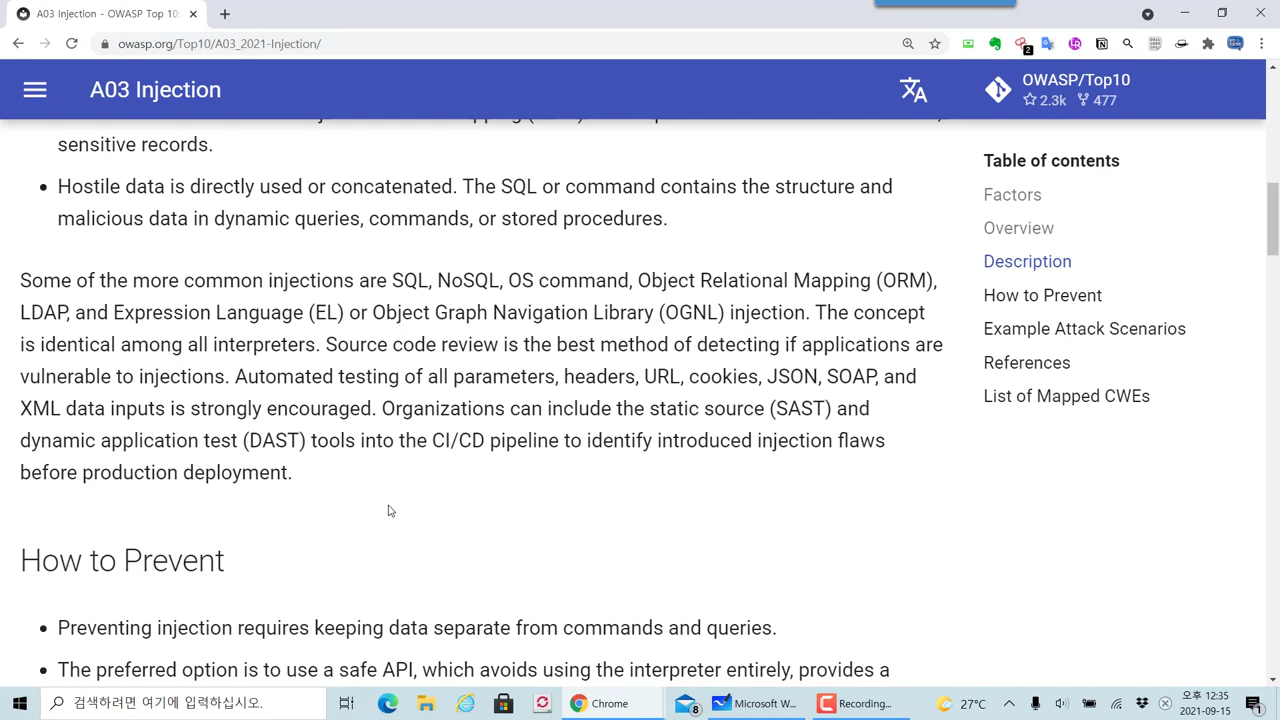 A03 Injection - OWASP Top 10:
owasp.org/Top10/A03_2021-Injection/
2
A03 Injection
OWASP/Top10
2.3k 477
sensitive records.
Hostile data is directly used or concatenated. The SQL or command contains the structure and
malicious data in dynamic queries, commands, or stored procedures.
Some of the more common injections are SQL, NoSQL, OS command, Object Relational Mapping (ORM),
LDAP, and Expression Language (EL) or Object Graph Navigation Library (OGNL) injection. The concept
is identical among all interpreters. Source code review is the best method of detecting if applications are
vulnerable to injections. Automated testing of all parameters, headers, URL, cookies, JSON, SOAP, and
XML data inputs is strongly encouraged. Organizations can include the static source (SAST) and
dynamic application test (DAST) tools into the CI/CD pipeline to identify introduced injection flaws
before production deployment.
How to Prevent
Preventing injection requires keeping data separate from commands and queries.
The preferred option is to use a safe API, which avoids using the interpreter entirely, provides a
Table of contents
Factors
Overview
Description
How to Prevent
Example Attack Scenarios
References
List of Mapped CWEs
검색하려면 여기에 입력하십시오.
Chrome
8
Microsoft W...
Recording...
27°C
오후 12:35
2021-09-15
1